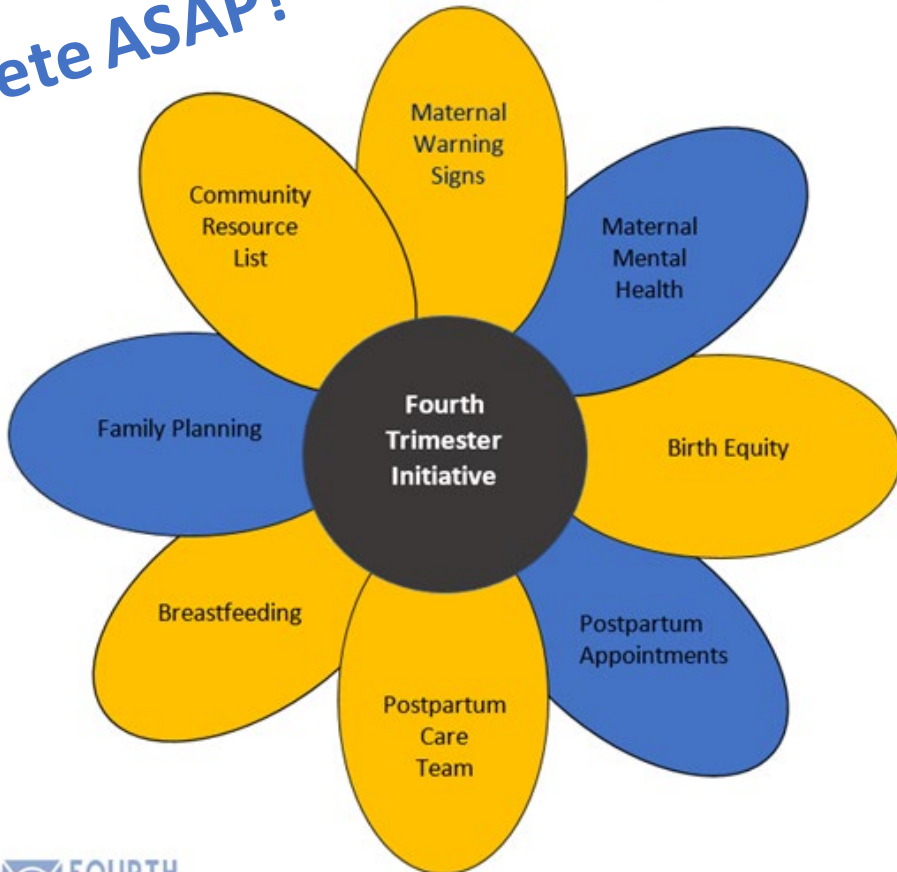 ASAP!
Maternal
Warning
Signs
Community
Resource
List
Maternal
Mental
Health
Fourth
Trimester
Initiative
Family Planning
Birth Equity
Breastfeeding
Postpartum
Appointments
Postpartum
Care
Team
FOURTH